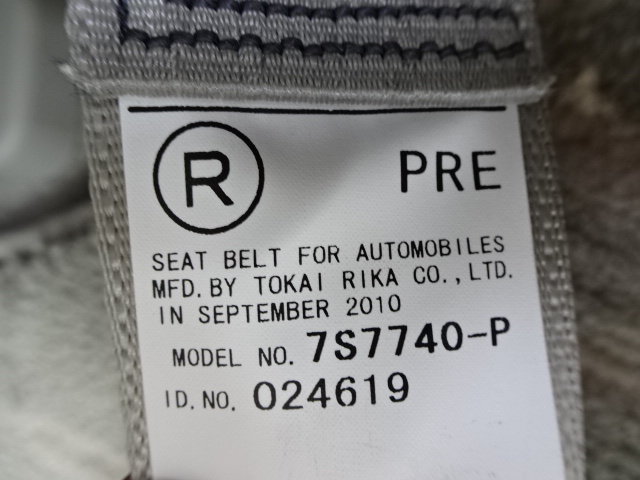 R PRE
SEAT BELT FOR AUTOMOBILES
MFD. BY TOKAI RIKA CO., LTD.
IN SEPTEMBER 2010
MODEL NO. 7S7740-P
ID. NO. 024619